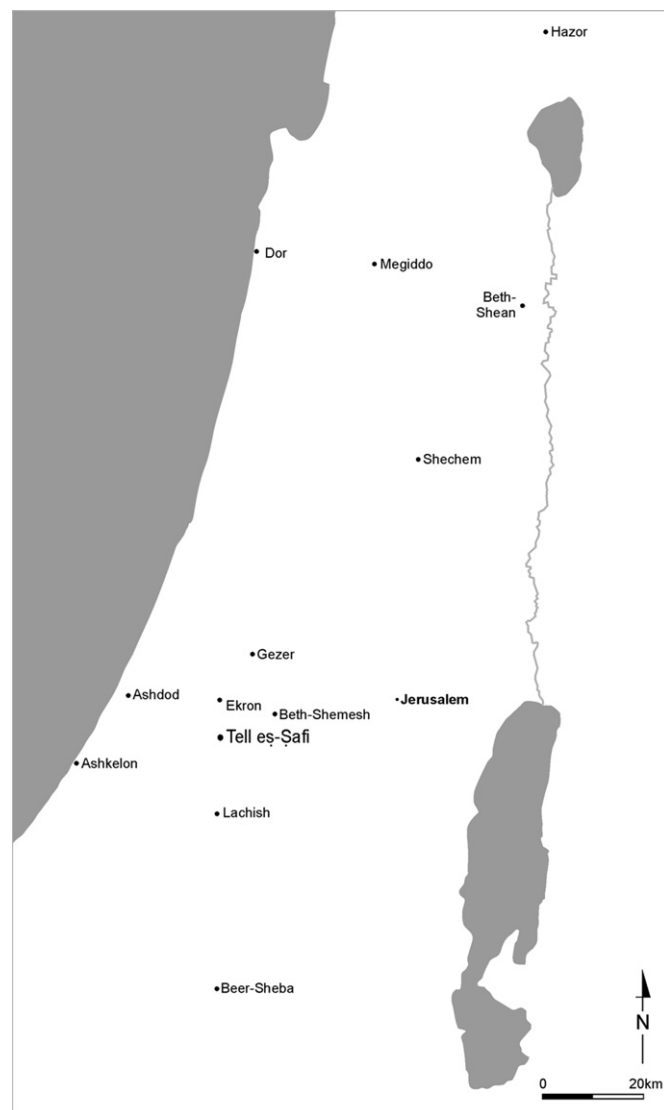 Hazor
Dor
Megiddo
Beth-
Shean
Shechem
Gezer
Ashdod
Ekron
Jerusalem
Beth-Shemesh
Tell eṣ-Ṣafi
Ashkelon
Lachish
Beer-Sheba
N
0 20km